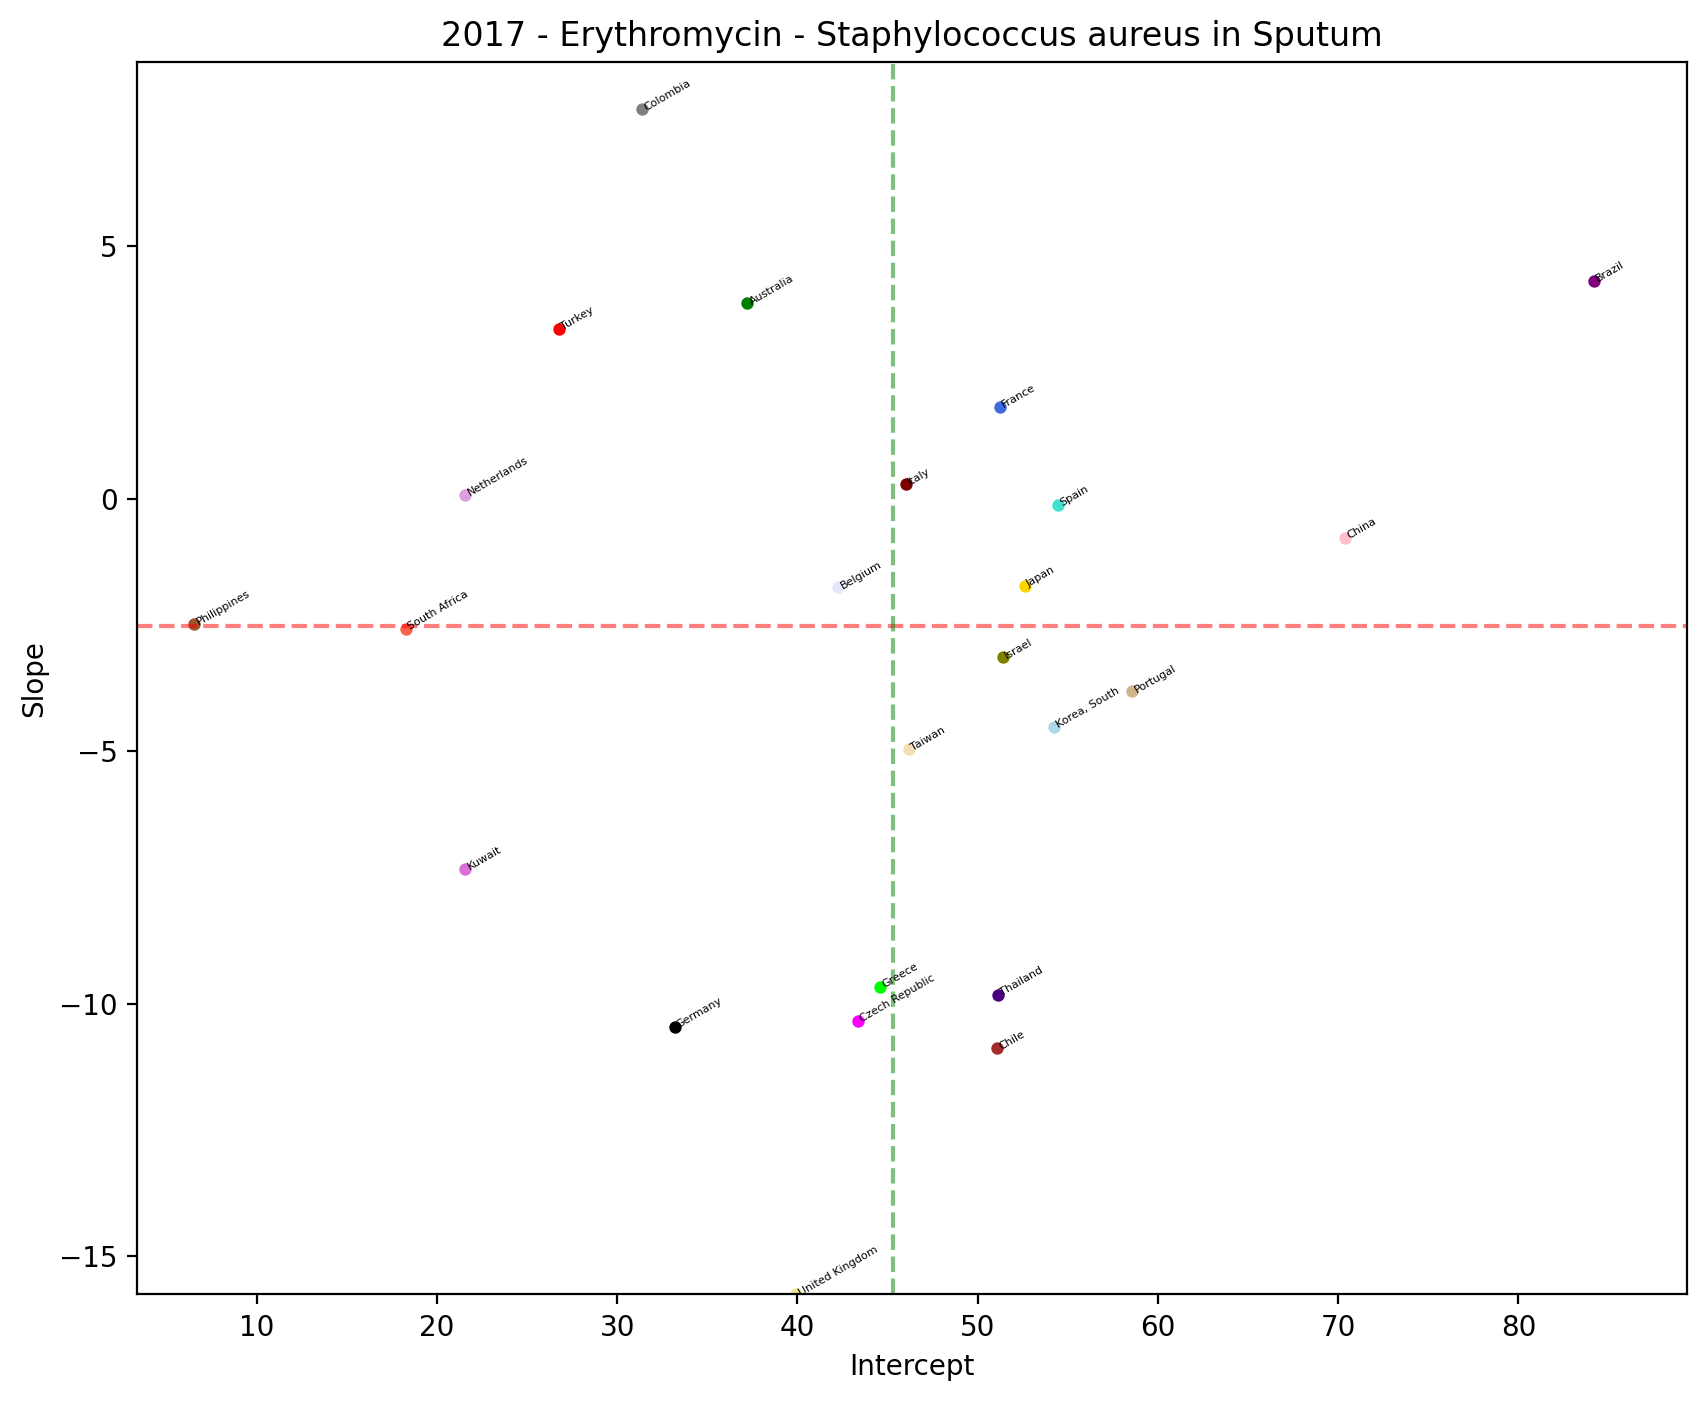 2017 - Erythromycin - Staphylococcus aureus in Sputum
Colombia
5
Brazil
Australia
Turkey
France
Italy
Netherlands
0
Spain
China
Belgium
Japan
Philippines
South Africa
Israel
Slope
Portugal
Korea, South
Taiwan
−5
Kuwait
Greece
Thailand
Czech Republic
−10
Germany
Chile
−15
United Kingdom
10
20
30
40
50
60
70
80
Intercept